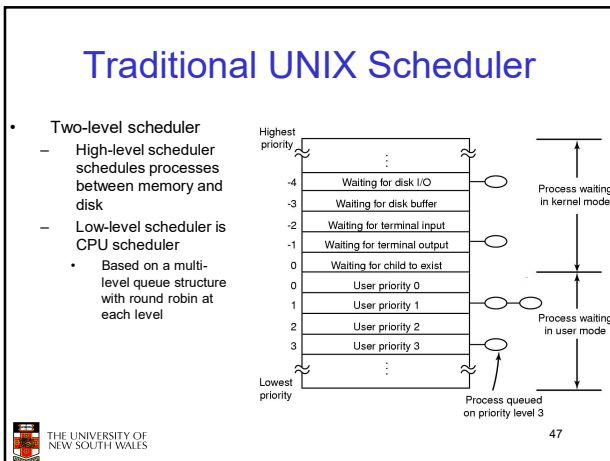 Traditional UNIX Scheduler
• Two-level scheduler
– High-level scheduler
schedules processes
between memory and
disk
– Low-level scheduler is
CPU scheduler
• Based on a multi-
level queue structure
with round robin at
each level
Highest
priority
-4 Waiting for disk I/O
-3 Waiting for disk buffer
-2 Waiting for terminal input
-1 Waiting for terminal output
0 Waiting for child to exist
0 User priority 0
1 User priority 1
2 User priority 2
3 User priority 3
Lowest
priority
Process waiting
in kernel mode
Process waiting
in user mode
Process queued
on priority level 3
THE UNIVERSITY OF
NEW SOUTH WALES
47